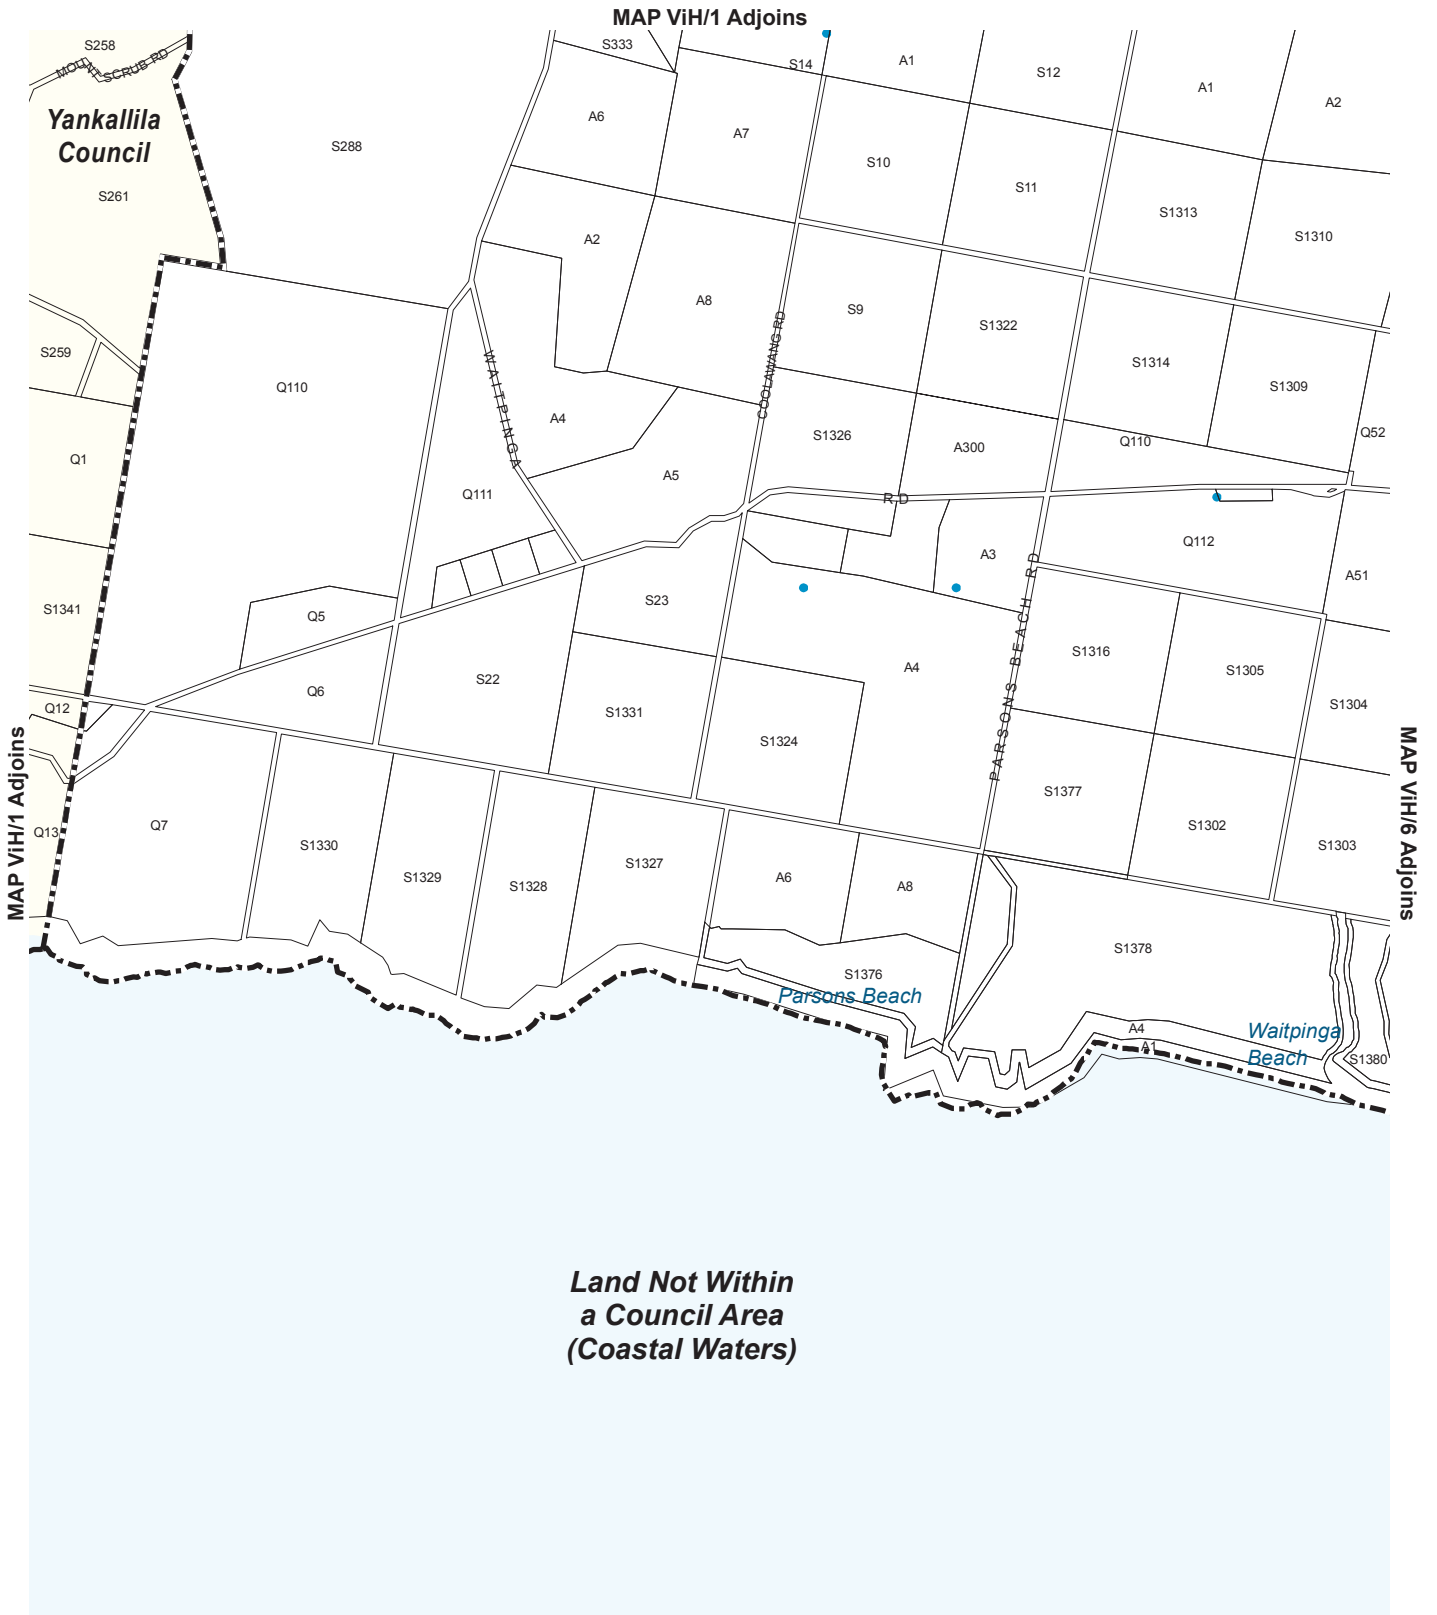 MAP ViH/1 Adjoins
S258
S333
S14
A1
S12
A1
A2
MOUNT SCRUB RD
Yankallila
Council
S288
A6
A7
S10
S11
S261
S1313
S1310
A2
A8
S9
S1322
S259
COOLAWANG RD
S1314
S1309
Q110
WAITPINGA
A4
S1326
A300
Q110
Q52
Q1
Q111
A5
RD
Q112
A3
A51
S1341
Q5
S23
PARSONS BEACH RD
S1316
S1305
A4
Q6
S22
Q12
S1331
S1324
S1304
MAP ViH/1 Adjoins
MAP ViH/6 Adjoins
S1377
Q13
Q7
S1330
S1302
S1303
S1329
S1328
S1327
A6
A8
S1378
S1376
Parsons Beach
A4
A1
Waitpinga
Beach
S1380
Land Not Within
a Council Area
(Coastal Waters)